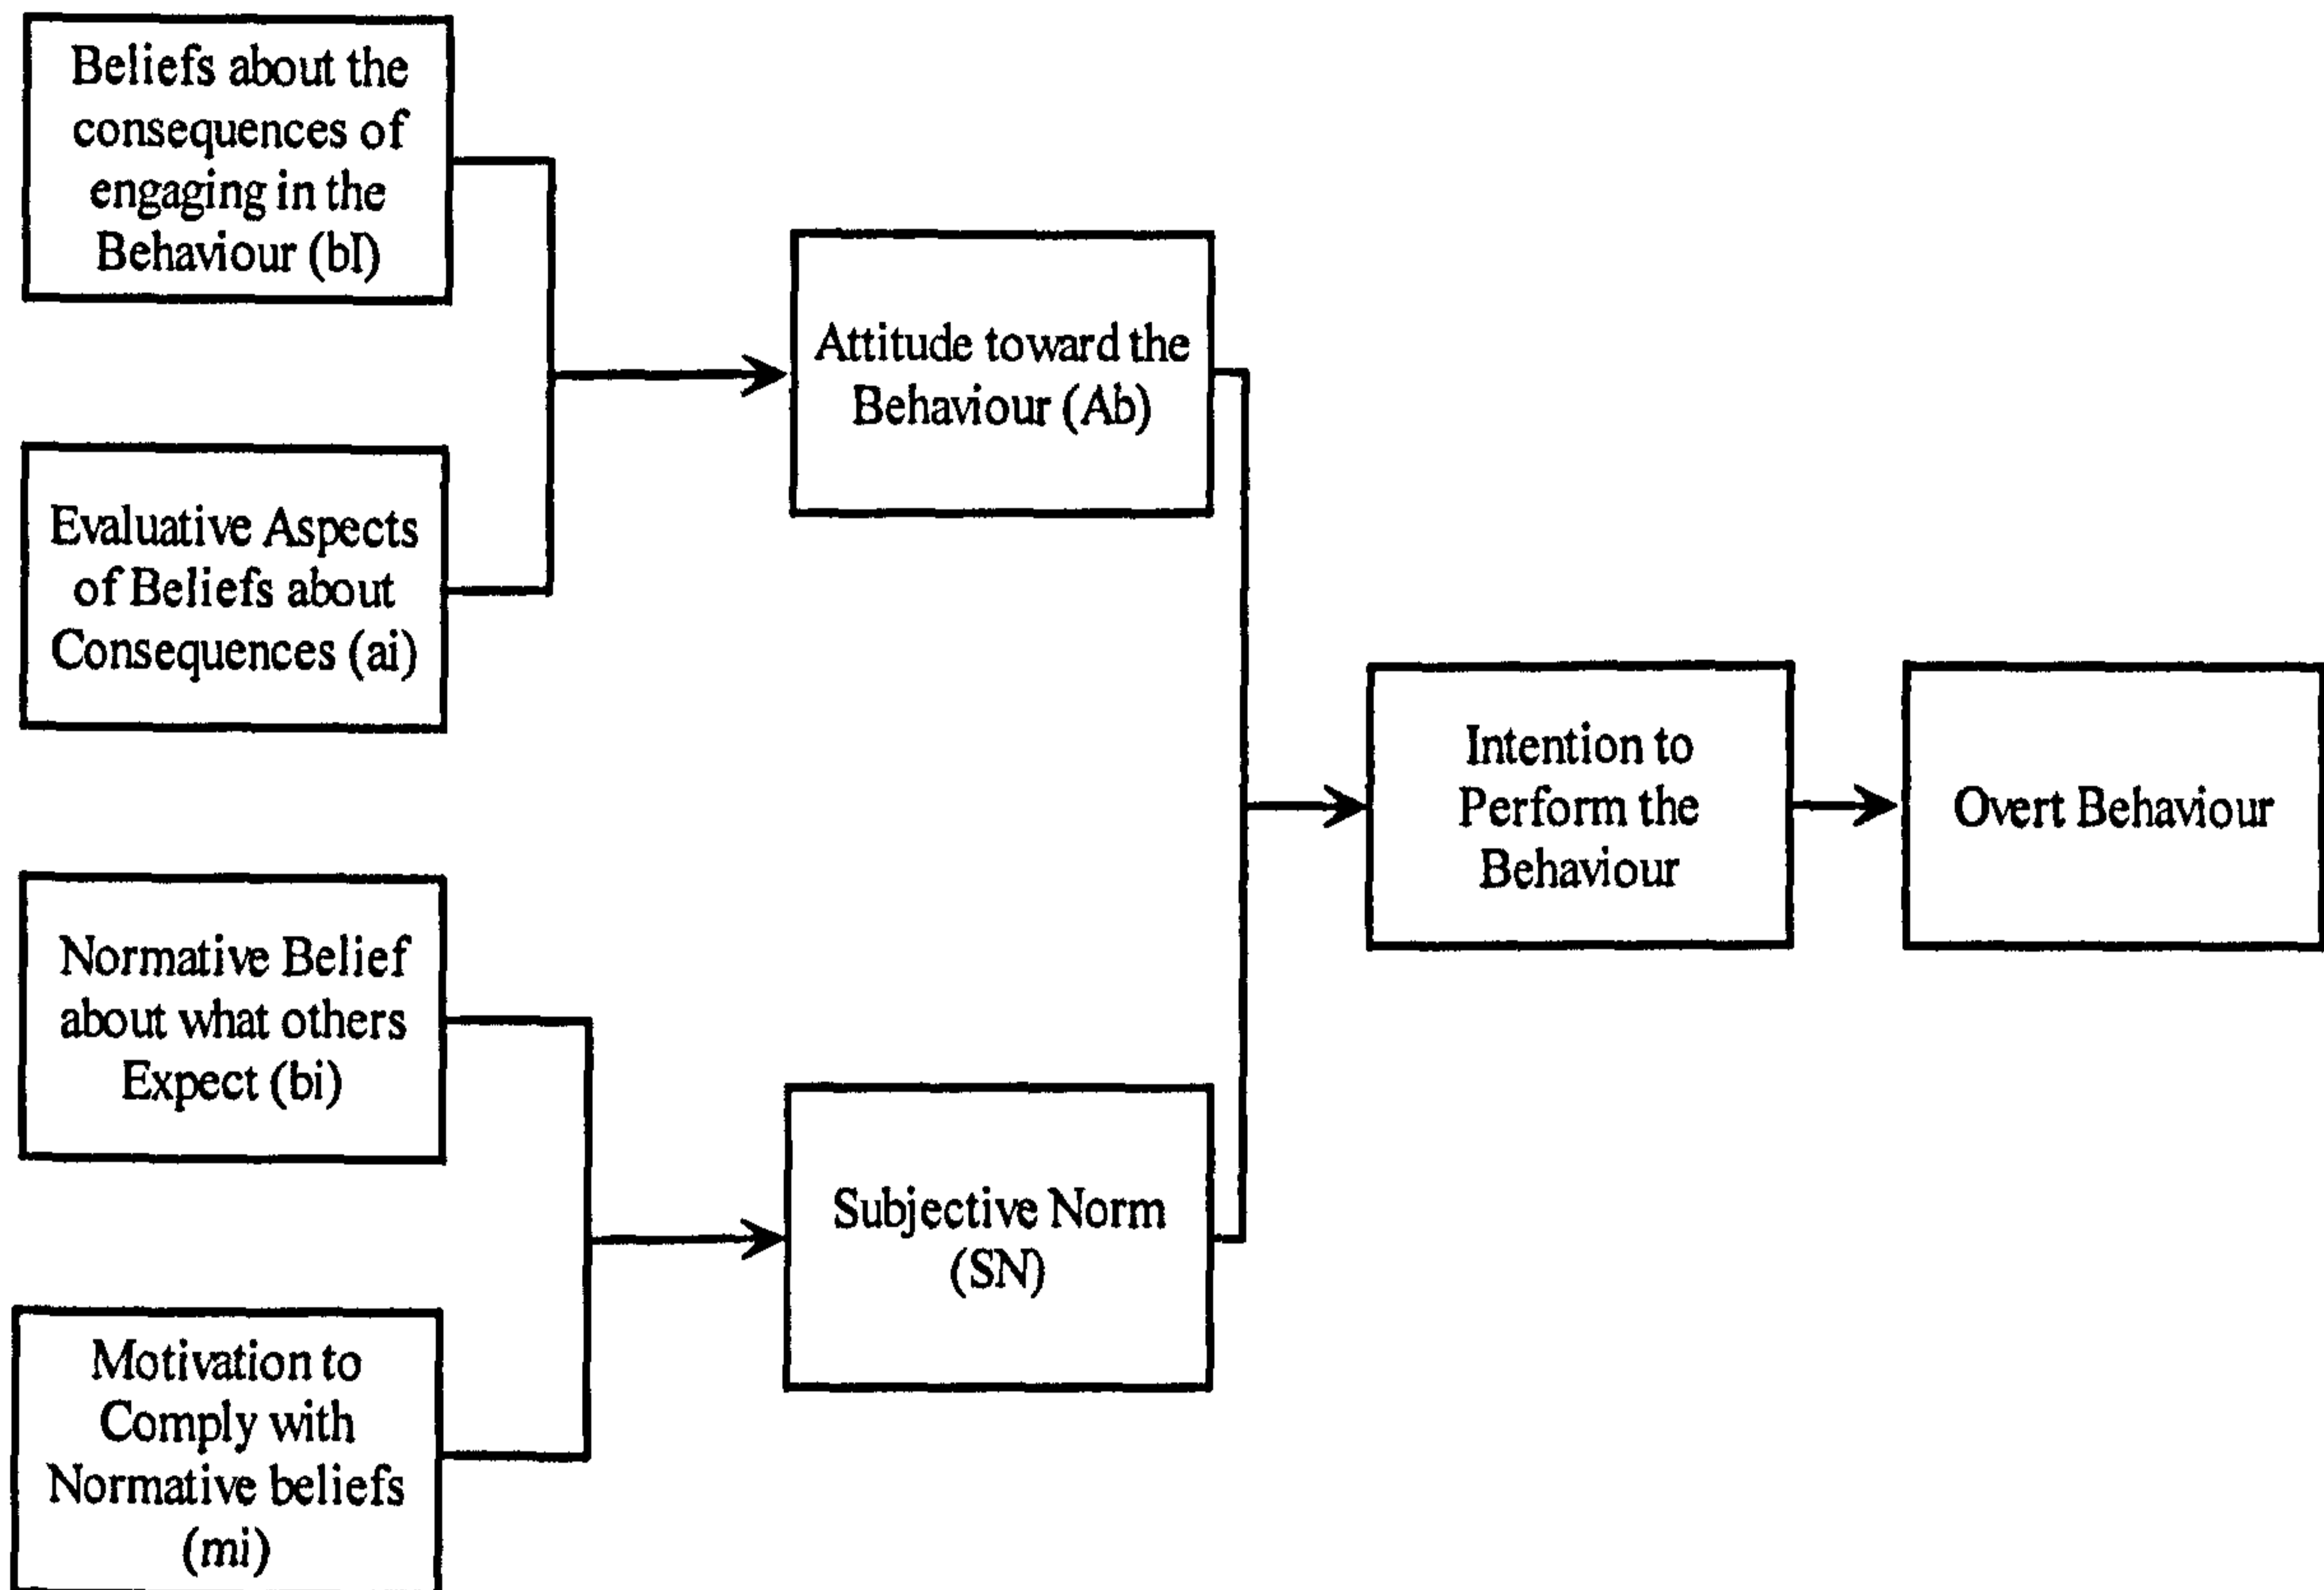 Beliefs about the
consequences of
engaging in the
Behaviour (bI)
Evaluative Aspects
of Beliefs about
Consequences (ai)
Normative Belief
about what others
Expect (bi)
Motivation to
Comply with
Normative beliefs
(mi)
Attitude toward the
Behaviour (Ab)
Subjective Norm
(SN)
Intention to
Perform the
Behaviour
Overt Behaviour